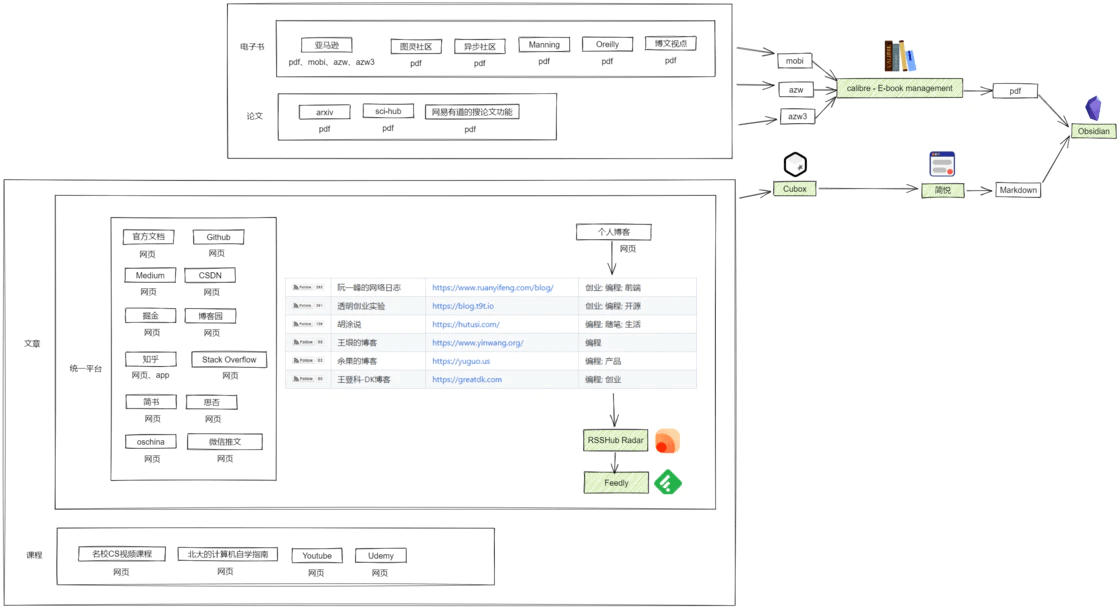 电子书
亚马逊
pdf、mobi、azw、azw3
图灵社区
pdf
异步社区
pdf
Manning
pdf
Oreilly
pdf
博文视点
pdf
论文
arxiv
pdf
sci-hub
pdf
网易有道的搜论文功能
pdf
mobi
azw
azw3
calibre - E-book management
pdf
Obsidian
Cubox
简悦
Markdown
文章
统一平台
官方文档
网页
Github
网页
Medium
网页
CSDN
网页
掘金
网页
博客园
网页
知乎
网页、app
Stack Overflow
网页
简书
网页
思否
网页
oschina
网页
微信推文
网页
个人博客
网页
阮一峰的网络日志 https://www.ruanyifeng.com/blog/ 创业; 编程; 前端
透明创业实验 https://blog.t9t.io 创业; 编程; 开源
胡涂说 https://hutusi.com/ 编程; 随笔; 生活
王垠的博客 https://www.yinwang.org/ 编程
余果的博客 https://yuguo.us 编程; 产品
王登科-DK博客 https://greatdk.com 编程; 创业
RSSHub Radar
Feedly
课程
名校CS视频课程
网页
北大的计算机自学指南
网页
Youtube
网页
Udemy
网页